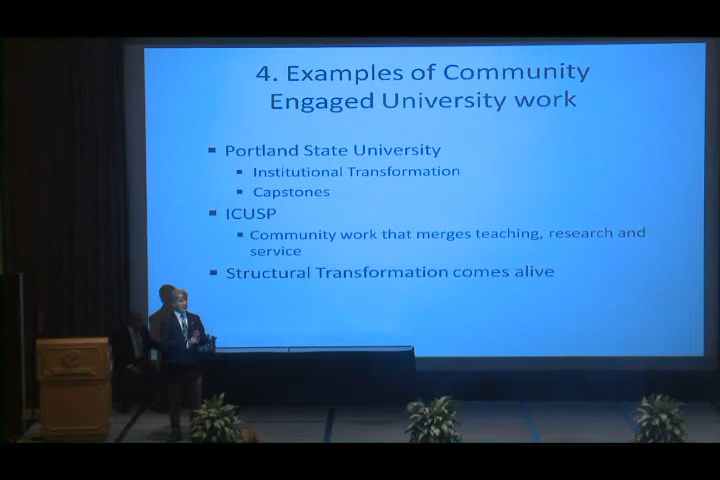 4. Examples of Community
Engaged University work
Portland State University
Institutional Transformation
Capstones
ICUSP
Community work that merges teaching, research and
service
Structural Transformation comes alive